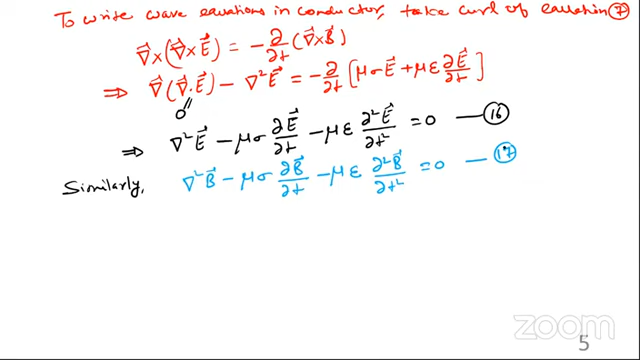 To write wave equations in conductor, take curl of equation ⑦
∇⃗×(∇⃗×E⃗) = −∂/∂t (∇⃗×B⃗)
⇒ ∇⃗(∇⃗.E⃗) − ∇²E⃗ = −∂/∂t [μσE⃗ + με ∂E⃗/∂t]
0
⇒ ∇²E⃗ − μσ ∂E⃗/∂t − με ∂²E⃗/∂t² = 0 — ⑯
Similarly, ∇²B⃗ − μσ ∂B⃗/∂t − με ∂²B⃗/∂t² = 0 — ⑰
zoom
5